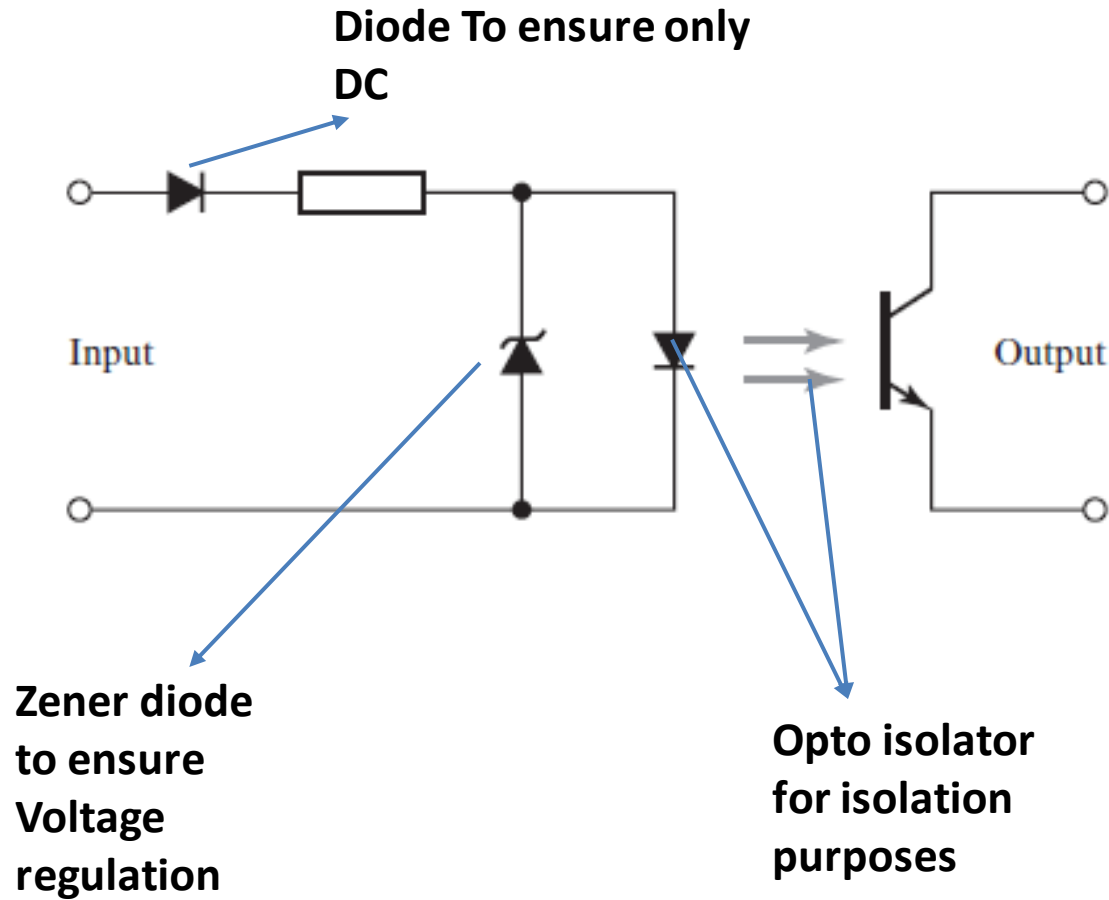 Diode To ensure only
DC
Input
Output
Zener diode
to ensure
Voltage
regulation
Opto isolator
for isolation
purposes